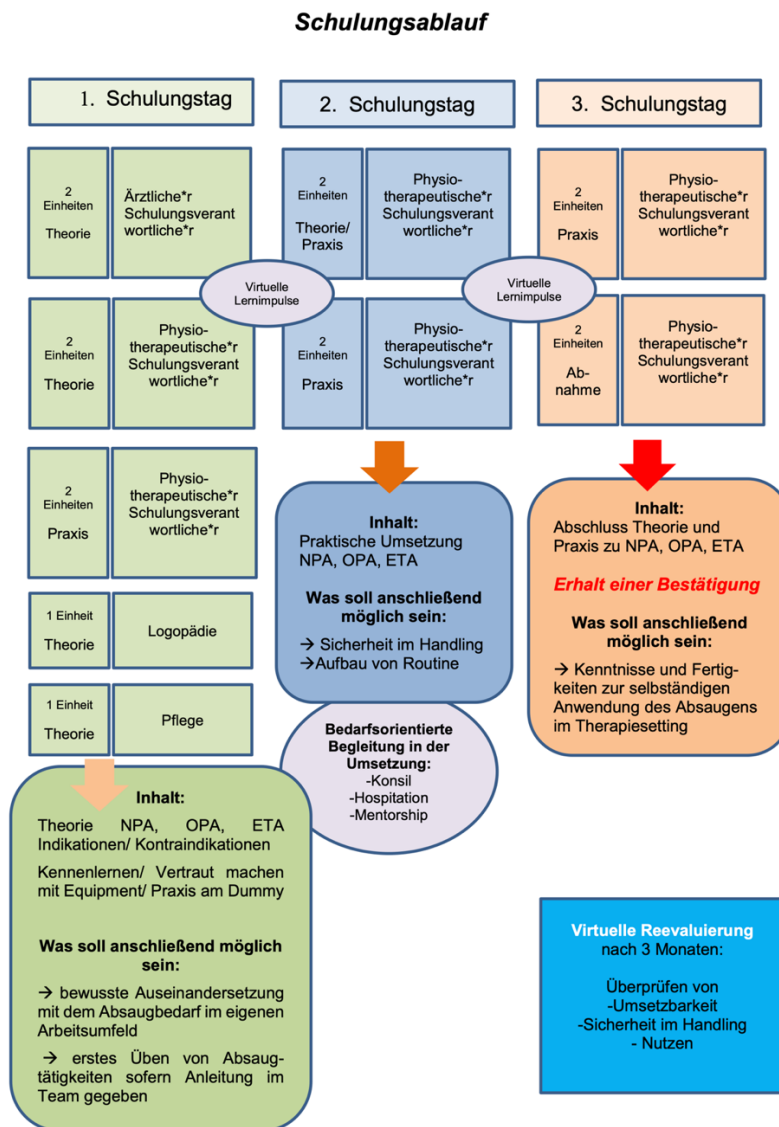 Schulungsablauf
1. Schulungstag
2
Einheiten
Theorie
Ärztliche*r
Schulungsverant
wortliche*r
2
Einheiten
Theorie
Physio-
therapeutische*r
Schulungsverant
wortliche*r
2
Einheiten
Praxis
Physio-
therapeutische*r
Schulungsverant
wortliche*r
1 Einheit
Theorie
Logopädie
1 Einheit
Theorie
Pflege
Inhalt:
Theorie NPA, OPA, ETA
Indikationen/ Kontraindikationen
Kennenlernen/ Vertraut machen
mit Equipment/ Praxis am Dummy
Was soll anschließend möglich
sein:
→ bewusste Auseinandersetzung
mit dem Absaugbedarf im eigenen
Arbeitsumfeld
→ erstes Üben von Absaug-
tätigkeiten sofern Anleitung im
Team gegeben
Virtuelle
Lernimpulse
2. Schulungstag
2
Einheiten
Theorie/
Praxis
Physio-
therapeutische*r
Schulungsverant
wortliche*r
2
Einheiten
Praxis
Physio-
therapeutische*r
Schulungsverant
wortliche*r
Inhalt:
Praktische Umsetzung
NPA, OPA, ETA
Was soll anschließend
möglich sein:
→ Sicherheit im Handling
→Aufbau von Routine
Bedarfsorientierte
Begleitung in der
Umsetzung:
-Konsil
-Hospitation
-Mentorship
Virtuelle
Lernimpulse
3. Schulungstag
2
Einheiten
Praxis
Physio-
therapeutische*r
Schulungsverant
wortliche*r
2
Einheiten
Ab-
nahme
Physio-
therapeutische*r
Schulungsverant
wortliche*r
Inhalt:
Abschluss Theorie und
Praxis zu NPA, OPA, ETA
Erhalt einer Bestätigung
Was soll anschließend
möglich sein:
→ Kenntnisse und Fertig-
keiten zur selbständigen
Anwendung des Absaugens
im Therapiesetting
Virtuelle Reevaluierung
nach 3 Monaten:
Überprüfen von
-Umsetzbarkeit
-Sicherheit im Handling
- Nutzen